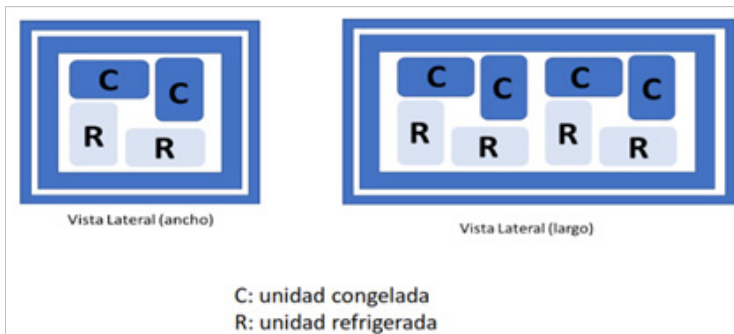 C C C C C C
R R R R R R
Vista Lateral (ancho)
Vista Lateral (largo)
C: unidad congelada
R: unidad refrigerada